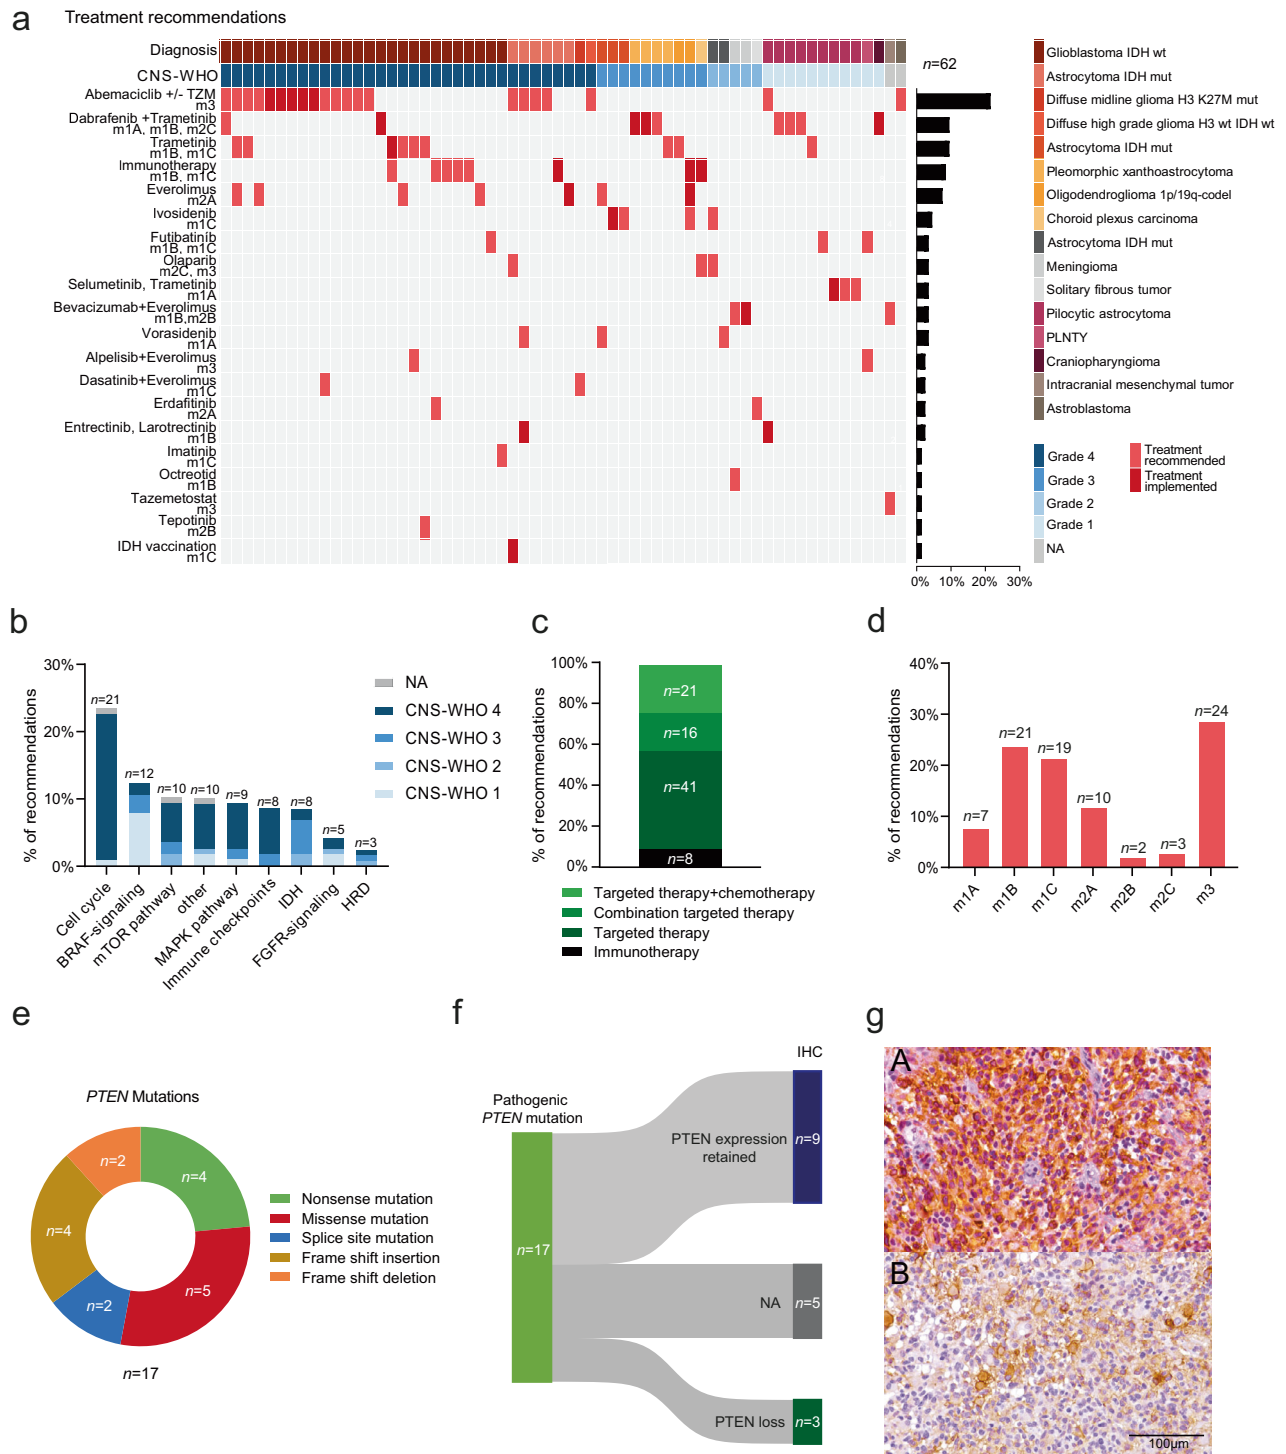 a
Treatment recommendations
Diagnosis
CNS-WHO
n=62
Abemaciclib +/- TZM
m3
Dabrafenib +Trametinib
m1A, m1B, m2C
Trametinib
m1B, m1C
Immunotherapy
m1B, m1C
Everolimus
m2A
Ivosidenib
m1C
Futibatinib
m1B, m1C
Olaparib
m2C, m3
Selumetinib, Trametinib
m1A
Bevacizumab+Everolimus
m1B,m2B
Vorasidenib
m1A
Alpelisib+Everolimus
m3
Dasatinib+Everolimus
m1C
Erdafitinib
m2A
Entrectinib, Larotrectinib
m1B
Imatinib
m1C
Octreotid
m1B
Tazemetostat
m3
Tepotinib
m2B
IDH vaccination
m1C
0% 10% 20% 30%
Glioblastoma IDH wt
Astrocytoma IDH mut
Diffuse midline glioma H3 K27M mut
Diffuse high grade glioma H3 wt IDH wt
Astrocytoma IDH mut
Pleomorphic xanthoastrocytoma
Oligodendroglioma 1p/19q-codel
Choroid plexus carcinoma
Astrocytoma IDH mut
Meningioma
Solitary fibrous tumor
Pilocytic astrocytoma
PLNTY
Craniopharyngioma
Intracranial mesenchymal tumor
Astroblastoma
Grade 4
Grade 3
Grade 2
Grade 1
NA
Treatment
recommended
Treatment
implemented
b
% of recommendations
30%
20%
10%
0%
n=21
n=12
n=10
n=10
n=9
n=8
n=8
n=5
n=3
Cell cycle
BRAF-signaling
mTOR pathway
other
MAPK pathway
Immune checkpoints
IDH
FGFR-signaling
HRD
NA
CNS-WHO 4
CNS-WHO 3
CNS-WHO 2
CNS-WHO 1
c
% of recommendations
100%
80%
60%
40%
20%
0%
n=21
n=16
n=41
n=8
Targeted therapy+chemotherapy
Combination targeted therapy
Targeted therapy
Immunotherapy
d
% of recommendations
40%
30%
20%
10%
0%
n=7
n=21
n=19
n=10
n=2
n=3
n=24
m1A
m1B
m1C
m2A
m2B
m2C
m3
e
PTEN Mutations
n=2
n=4
n=4
n=2
n=5
n=17
Nonsense mutation
Missense mutation
Splice site mutation
Frame shift insertion
Frame shift deletion
f
IHC
Pathogenic
PTEN mutation
n=17
PTEN expression
retained
n=9
NA
n=5
PTEN loss
n=3
g
A
B
100µm